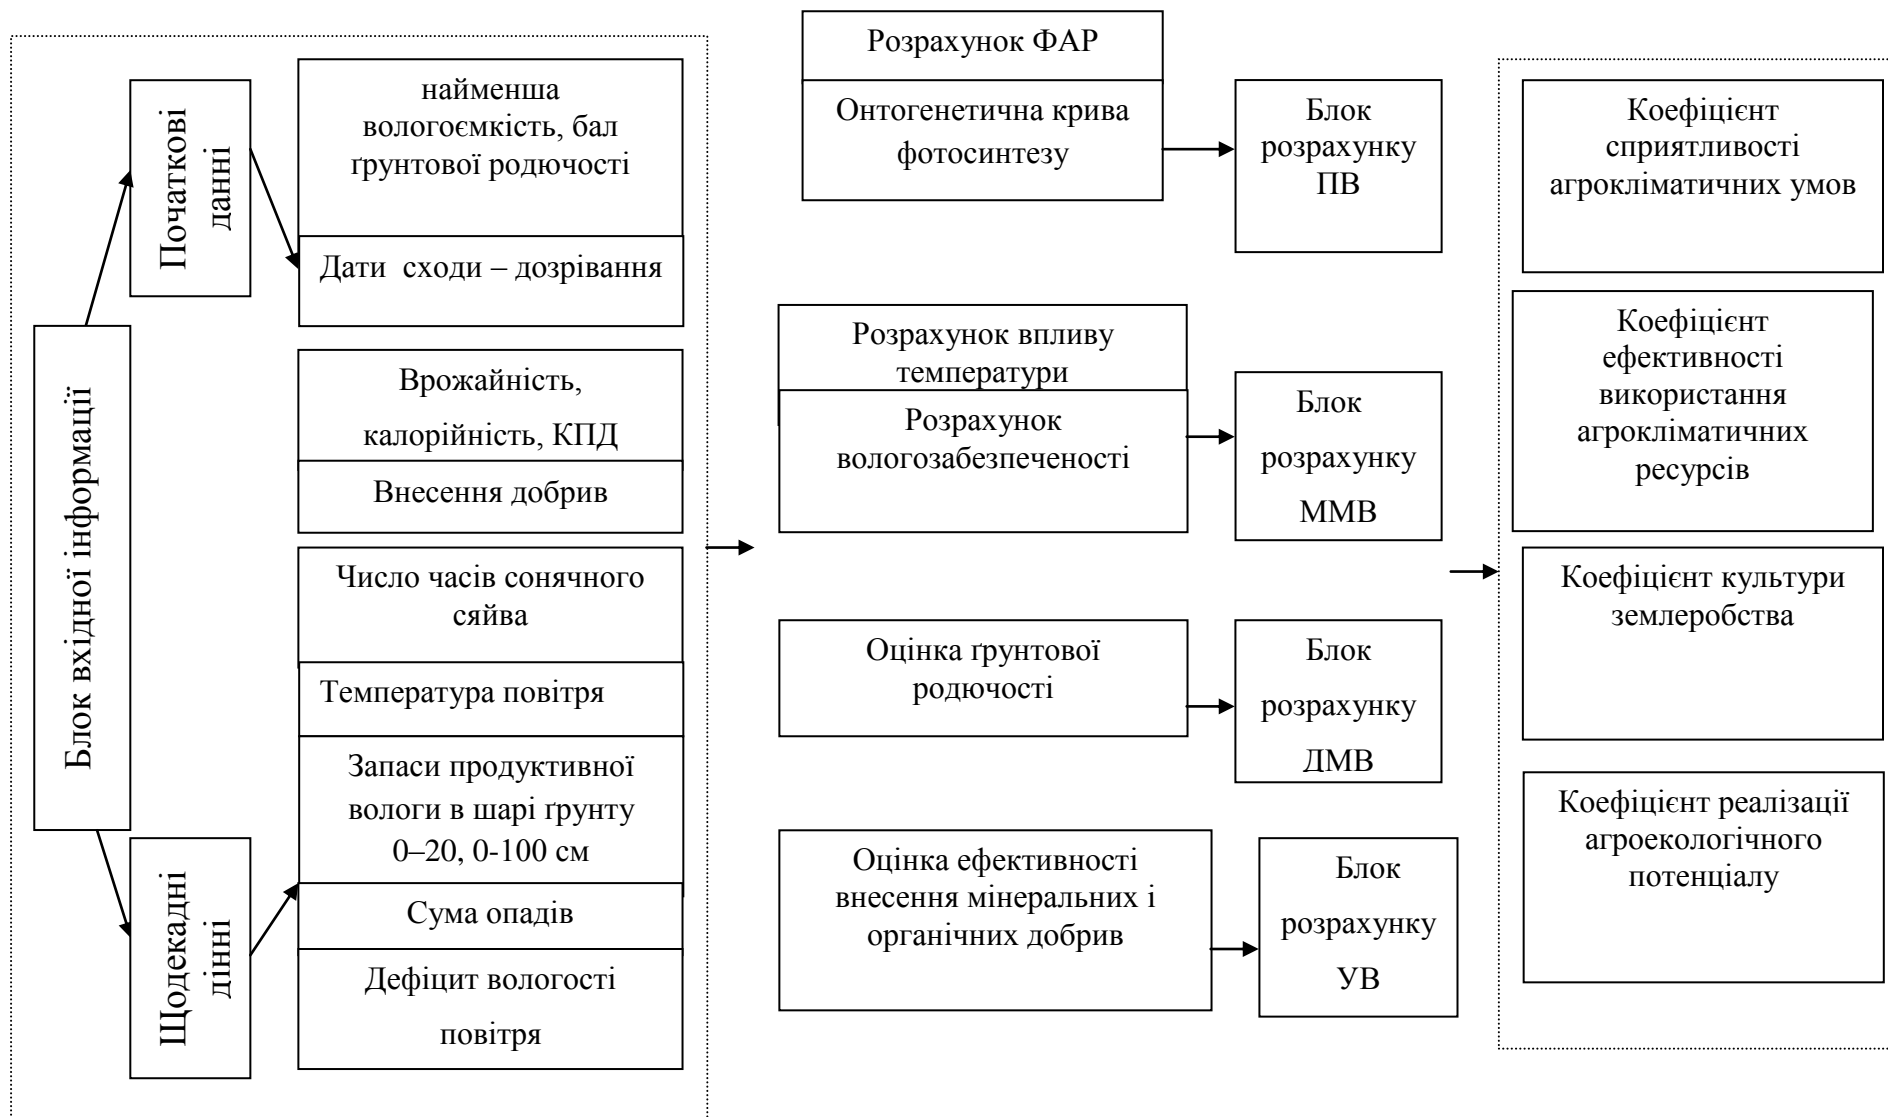 Блок вхідної інформації
Початкові
данні
Щодекадні
дінні
найменша
вологоємкість, бал
ґрунтової родючості
Дати сходи – дозрівання
Врожайність,
калорійність, КПД
Внесення добрив
Число часів сонячного
сяйва
Температура повітря
Запаси продуктивної
вологи в шарі ґрунту
0–20, 0-100 см
Сума опадів
Дефіцит вологості
повітря
Розрахунок ФАР
Онтогенетична крива
фотосинтезу
Блок
розрахунку
ПВ
Розрахунок впливу
температури
Розрахунок
вологозабезпеченості
Блок
розрахунку
ММВ
Оцінка ґрунтової
родючості
Блок
розрахунку
ДМВ
Оцінка ефективності
внесення мінеральних і
органічних добрив
Блок
розрахунку
УВ
Коефіцієнт
сприятливості
агрокліматичних умов
Коефіцієнт
ефективності
використання
агрокліматичних
ресурсів
Коефіцієнт культури
землеробства
Коефіцієнт реалізації
агроекологічного
потенціалу